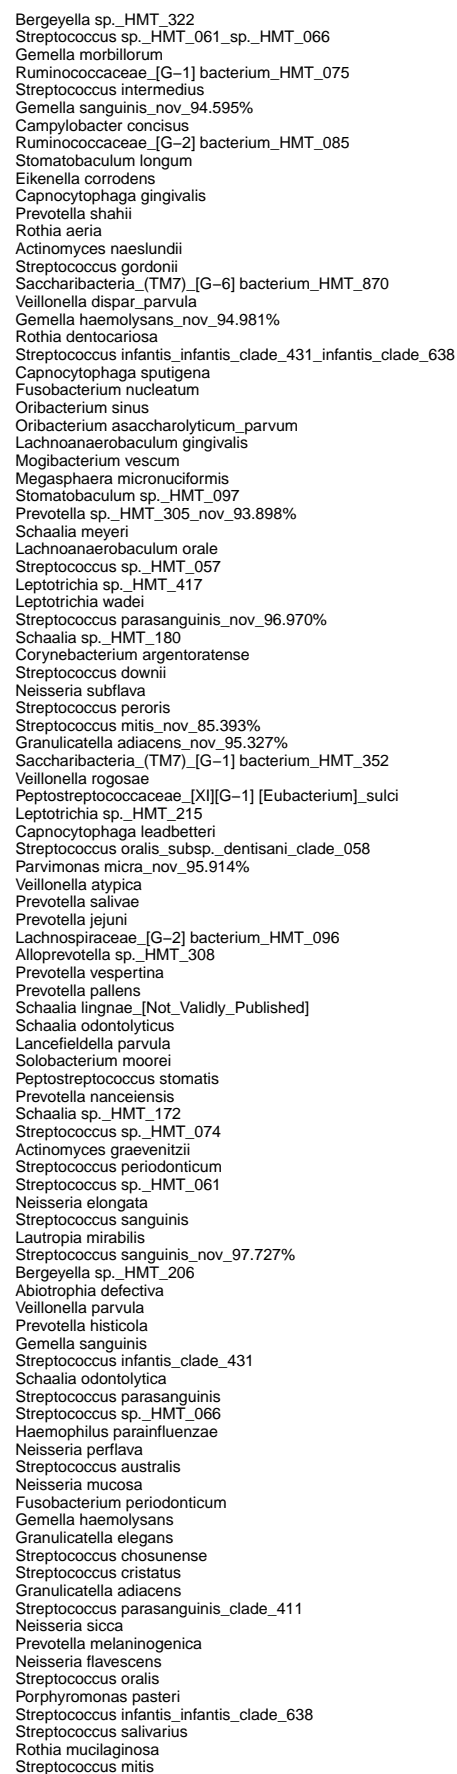 Bergeyella sp._HMT_322
Streptococcus sp._HMT_061_sp._HMT_066
Gemella morbillorum
Ruminococcaceae_[G−1] bacterium_HMT_075
Streptococcus intermedius
Gemella sanguinis_nov_94.595%
Campylobacter concisus
Ruminococcaceae_[G−2] bacterium_HMT_085
Stomatobaculum longum
Eikenella corrodens
Capnocytophaga gingivalis
Prevotella shahii
Rothia aeria
Actinomyces naeslundii
Streptococcus gordonii
Saccharibacteria_(TM7)_[G−6] bacterium_HMT_870
Veillonella dispar_parvula
Gemella haemolysans_nov_94.981%
Rothia dentocariosa
Streptococcus infantis_infantis_clade_431_infantis_clade_638
Capnocytophaga sputigena
Fusobacterium nucleatum
Oribacterium sinus
Oribacterium asaccharolyticum_parvum
Lachnoanaerobaculum gingivalis
Mogibacterium vescum
Megasphaera micronuciformis
Stomatobaculum sp._HMT_097
Prevotella sp._HMT_305_nov_93.898%
Schaalia meyeri
Lachnoanaerobaculum orale
Streptococcus sp._HMT_057
Leptotrichia sp._HMT_417
Leptotrichia wadei
Streptococcus parasanguinis_nov_96.970%
Schaalia sp._HMT_180
Corynebacterium argentoratense
Streptococcus downii
Neisseria subflava
Streptococcus peroris
Streptococcus mitis_nov_85.393%
Granulicatella adiacens_nov_95.327%
Saccharibacteria_(TM7)_[G−1] bacterium_HMT_352
Veillonella rogosae
Peptostreptococcaceae_[XI][G−1] [Eubacterium]_sulci
Leptotrichia sp._HMT_215
Capnocytophaga leadbetteri
Streptococcus oralis_subsp._dentisani_clade_058
Parvimonas micra_nov_95.914%
Veillonella atypica
Prevotella salivae
Prevotella jejuni
Lachnospiraceae_[G−2] bacterium_HMT_096
Alloprevotella sp._HMT_308
Prevotella vespertina
Prevotella pallens
Schaalia lingnae_[Not_Validly_Published]
Schaalia odontolyticus
Lancefieldella parvula
Solobacterium moorei
Peptostreptococcus stomatis
Prevotella nanceiensis
Schaalia sp._HMT_172
Streptococcus sp._HMT_074
Actinomyces graevenitzii
Streptococcus periodonticum
Streptococcus sp._HMT_061
Neisseria elongata
Streptococcus sanguinis
Lautropia mirabilis
Streptococcus sanguinis_nov_97.727%
Bergeyella sp._HMT_206
Abiotrophia defectiva
Veillonella parvula
Prevotella histicola
Gemella sanguinis
Streptococcus infantis_clade_431
Schaalia odontolytica
Streptococcus parasanguinis
Streptococcus sp._HMT_066
Haemophilus parainfluenzae
Neisseria perflava
Streptococcus australis
Neisseria mucosa
Fusobacterium periodonticum
Gemella haemolysans
Granulicatella elegans
Streptococcus chosunense
Streptococcus cristatus
Granulicatella adiacens
Streptococcus parasanguinis_clade_411
Neisseria sicca
Prevotella melaninogenica
Neisseria flavescens
Streptococcus oralis
Porphyromonas pasteri
Streptococcus infantis_infantis_clade_638
Streptococcus salivarius
Rothia mucilaginosa
Streptococcus mitis